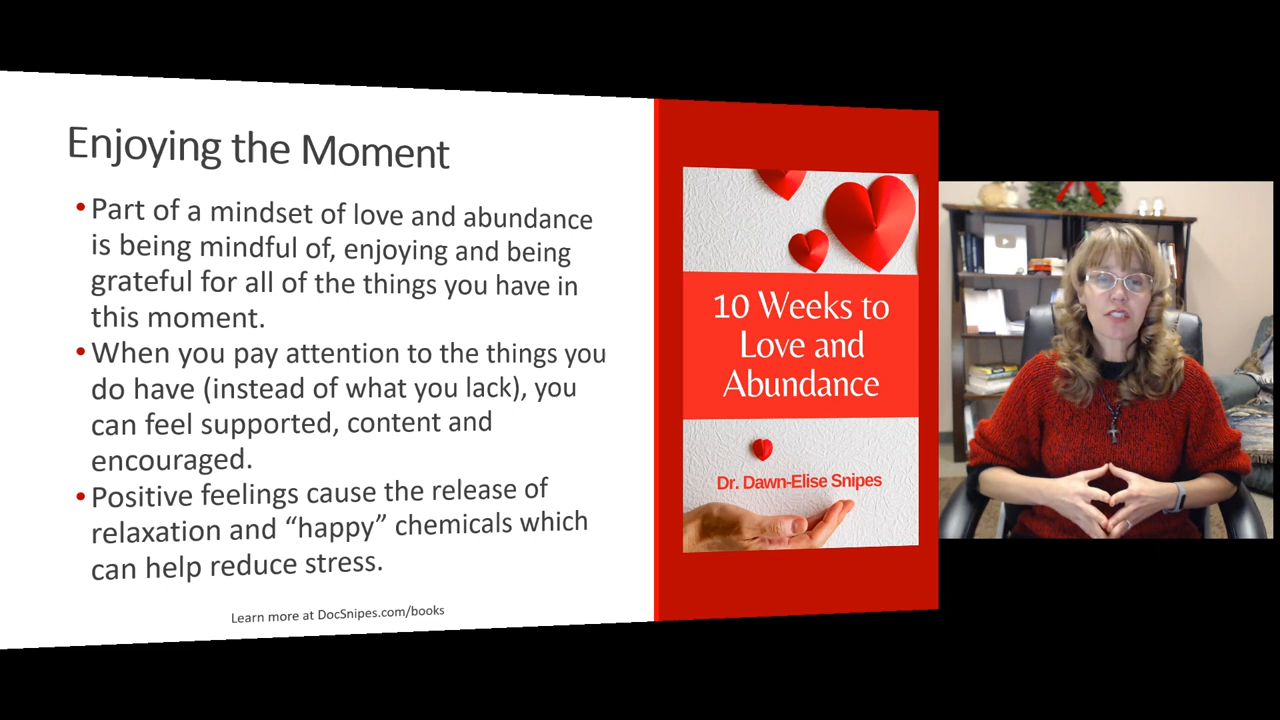 Enjoying the Moment
•Part of a mindset of love and abundance
is being mindful of, enjoying and being
grateful for all of the things you have in
this moment.
•When you pay attention to the things you
do have (instead of what you lack), you
can feel supported, content and
encouraged.
•Positive feelings cause the release of
relaxation and “happy” chemicals which
can help reduce stress.
Learn more at DocSnipes.com/books
10 Weeks to
Love and
Abundance
Dr. Dawn-Elise Snipes